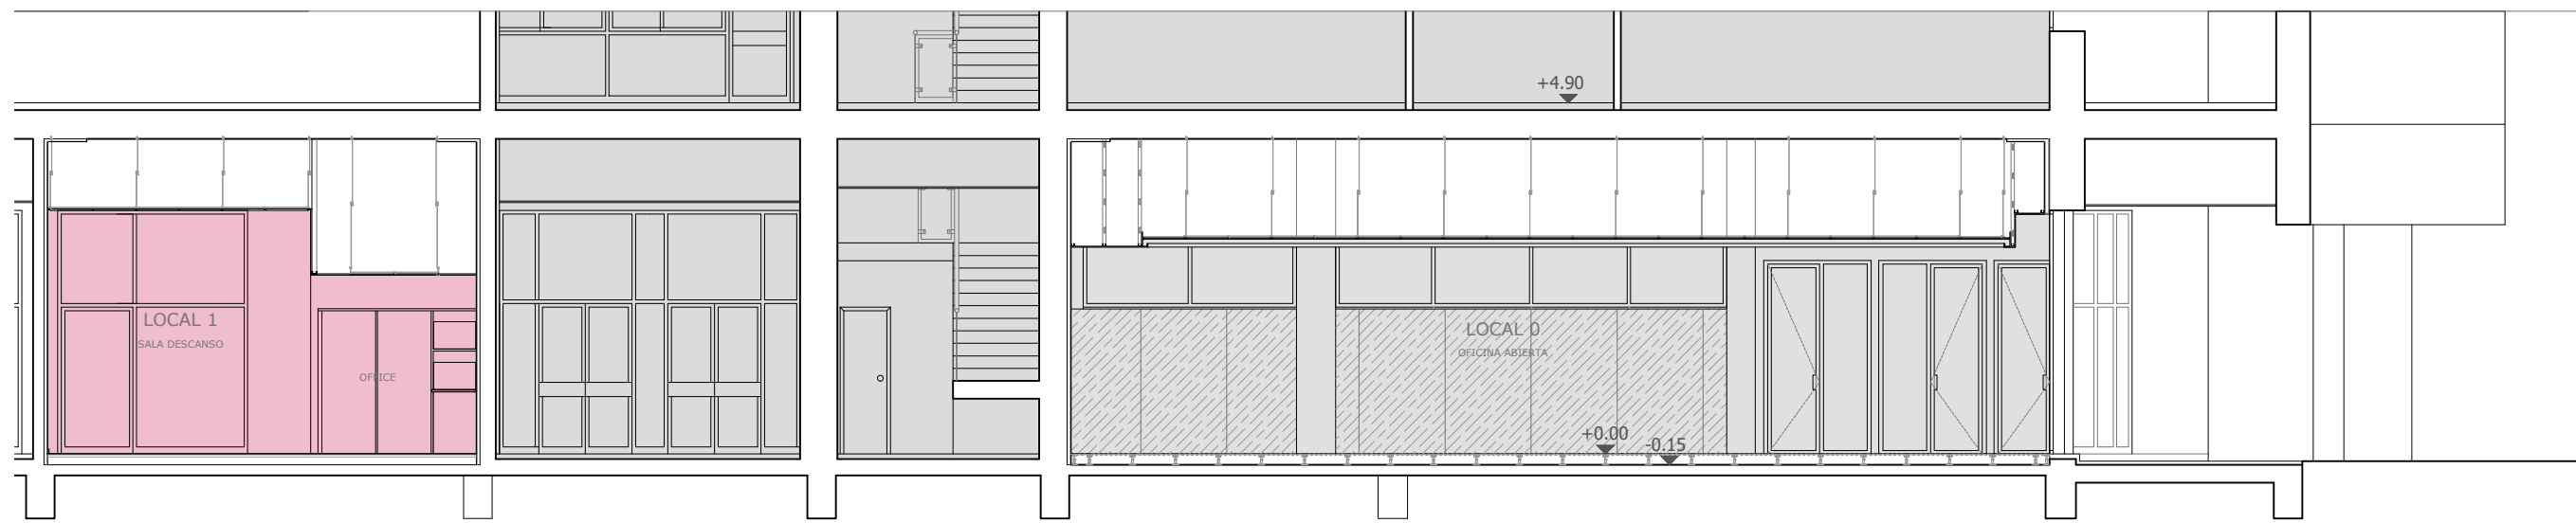 +4.90
LOCAL 1
SALA DESCANSO
OFFICE
LOCAL 0
OFICINA ABIERTA
+0.00
-0.15